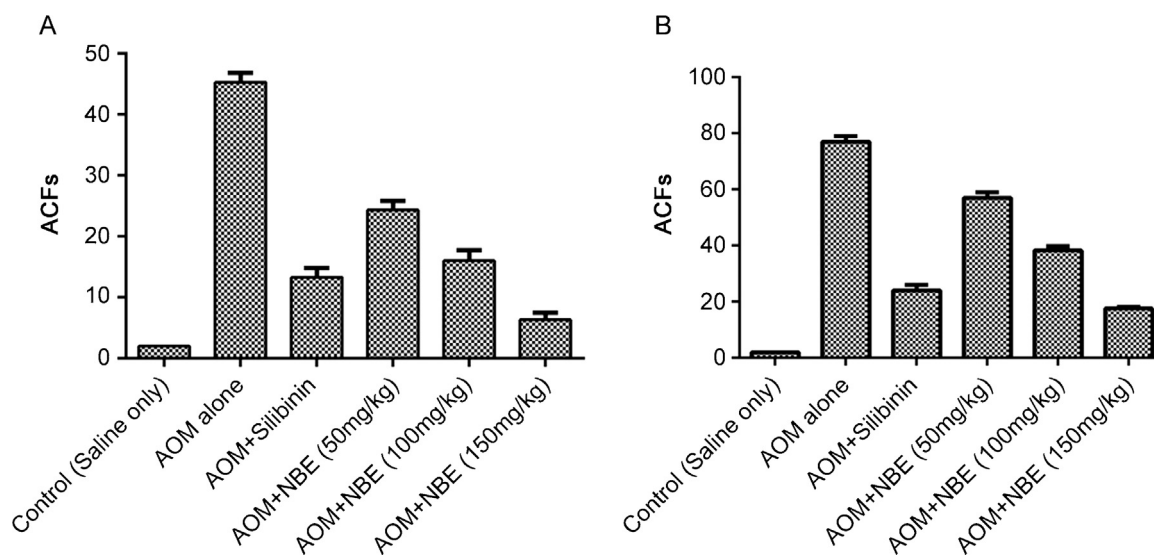 A
ACFs
50
40
30
20
10
0
Control (Saline only)
AOM alone
AOM+Silibinin
AOM+NBE (50mg/kg)
AOM+NBE (100mg/kg)
AOM+NBE (150mg/kg)
B
ACFs
100
80
60
40
20
0
Control (Saline only)
AOM alone
AOM+Silibinin
AOM+NBE (50mg/kg)
AOM+NBE (100mg/kg)
AOM+NBE (150mg/kg)